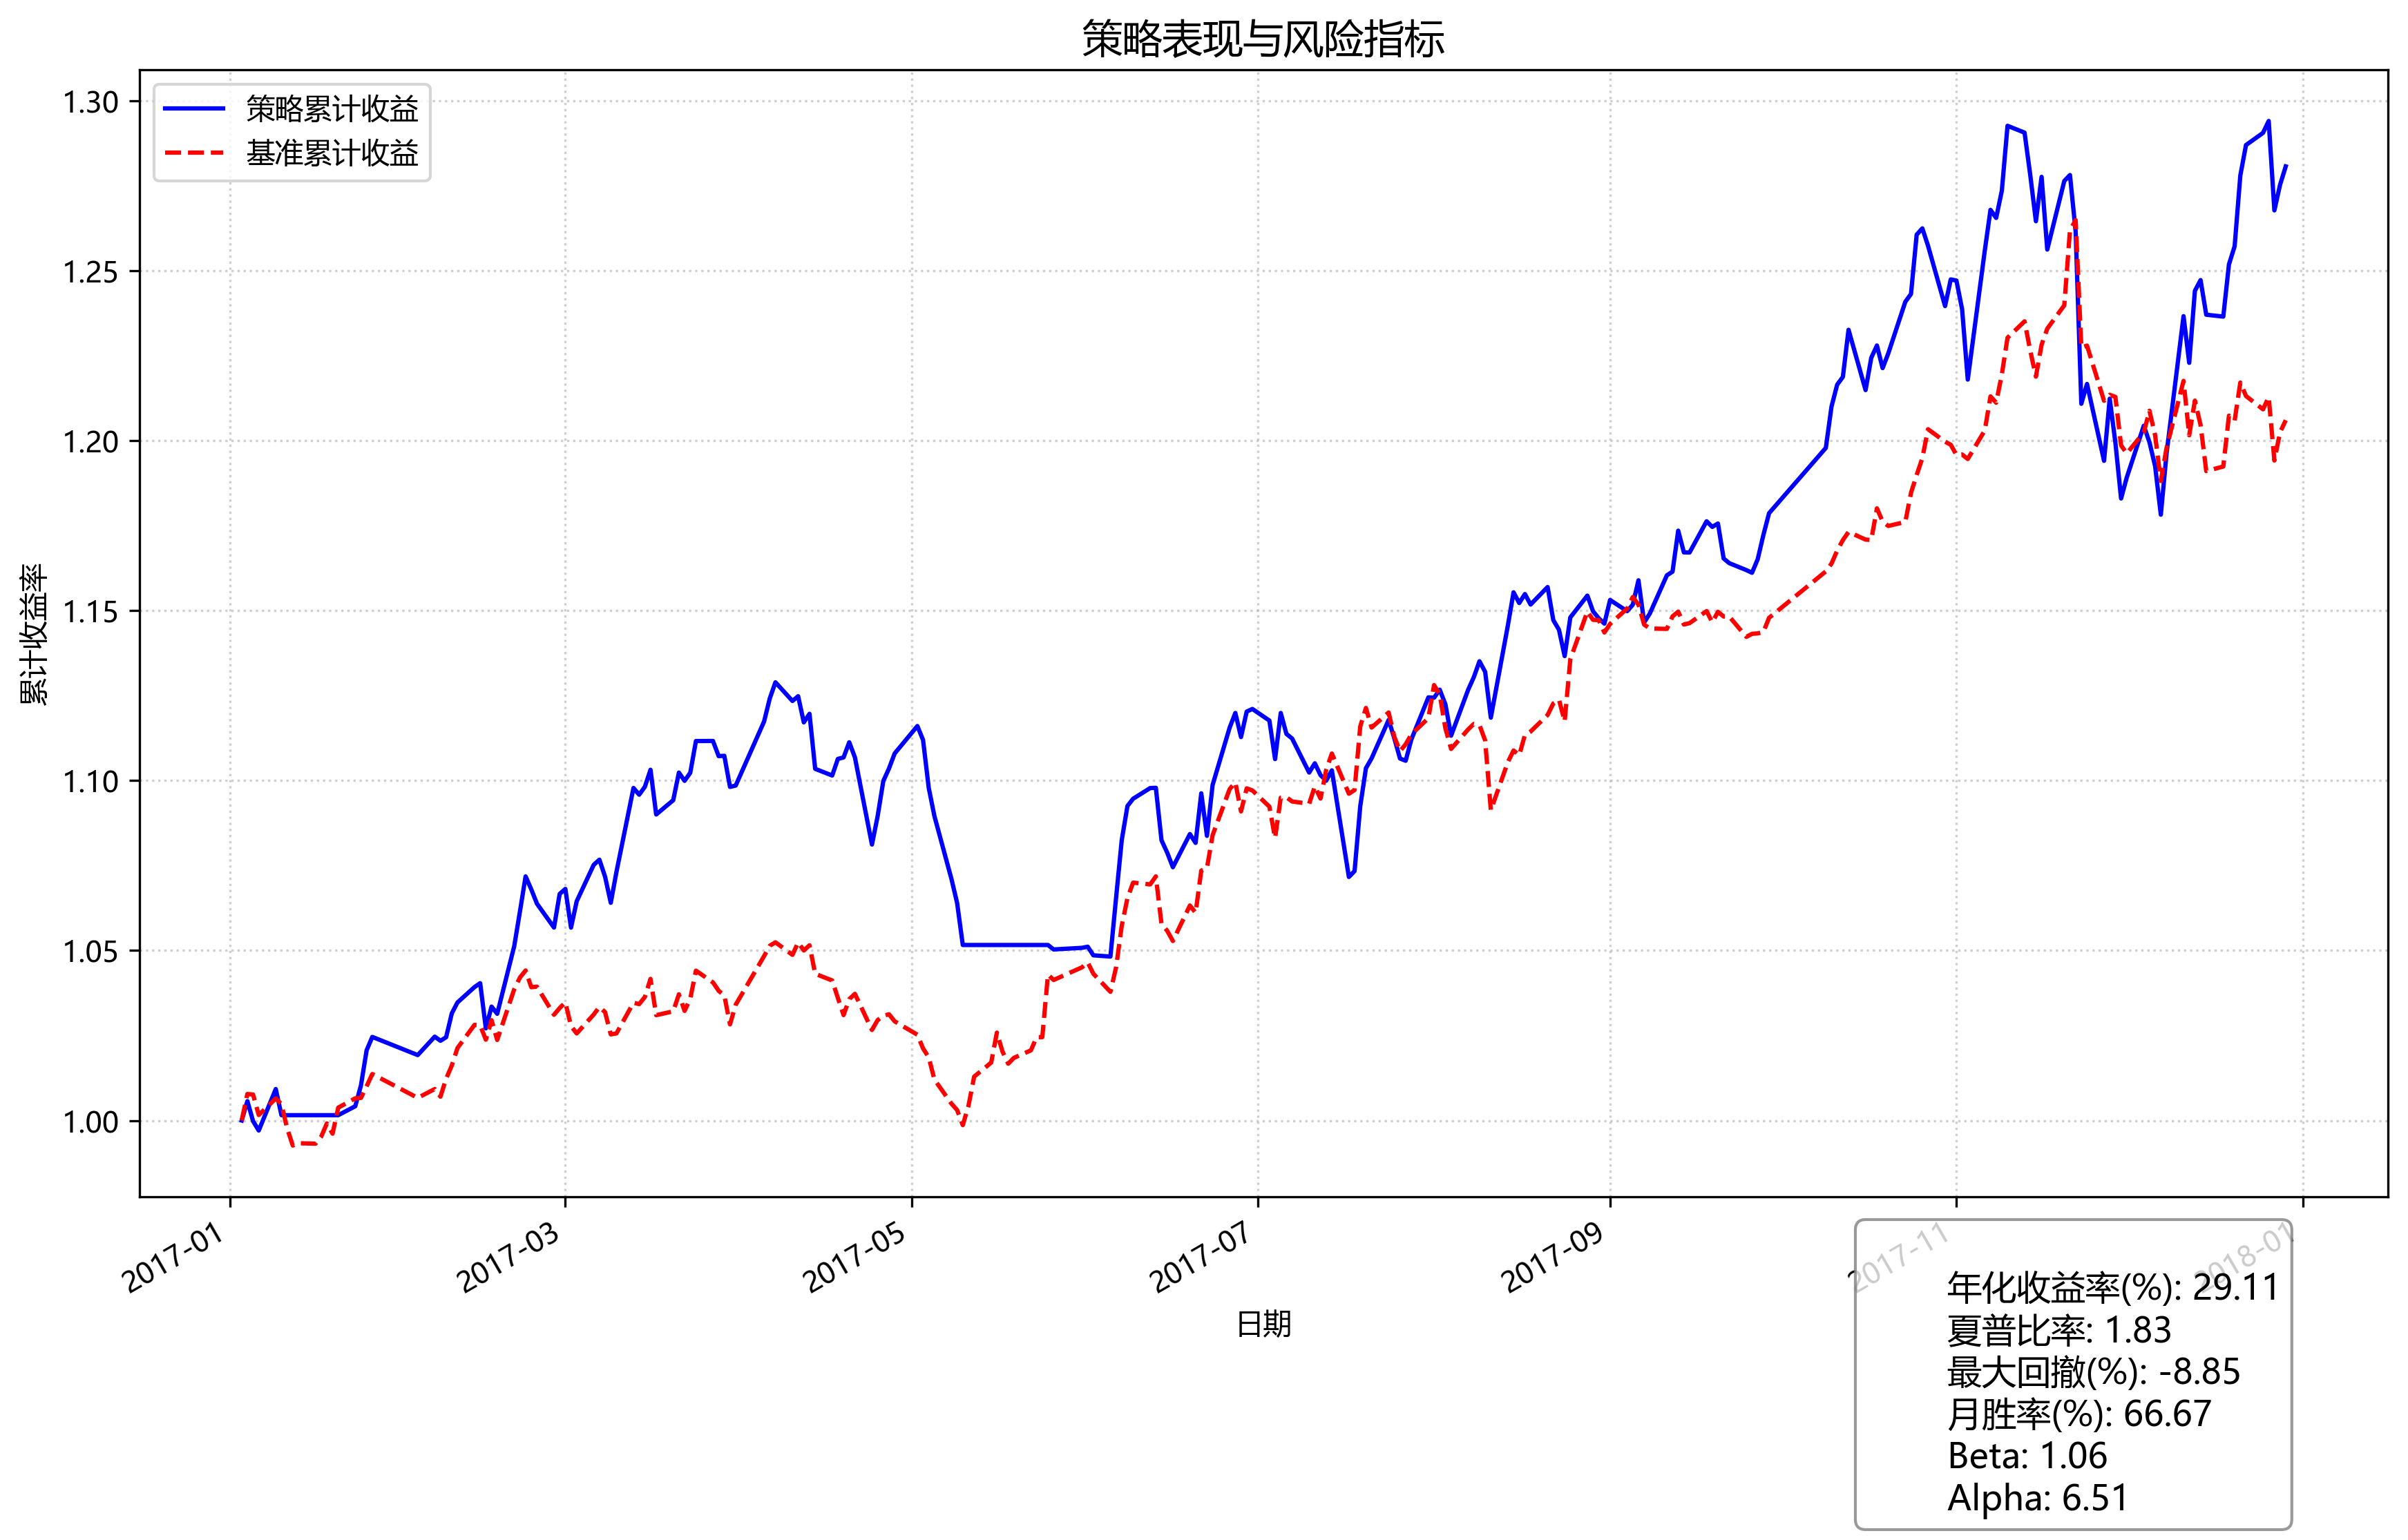 策略表现与风险指标
策略累计收益
基准累计收益
累计收益率
1.30
1.25
1.20
1.15
1.10
1.05
1.00
2017-01
2017-03
2017-05
2017-07
2017-09
2017-11
2018-01
日期
年化收益率(%): 29.11
夏普比率: 1.83
最大回撤(%): -8.85
月胜率(%): 66.67
Beta: 1.06
Alpha: 6.51